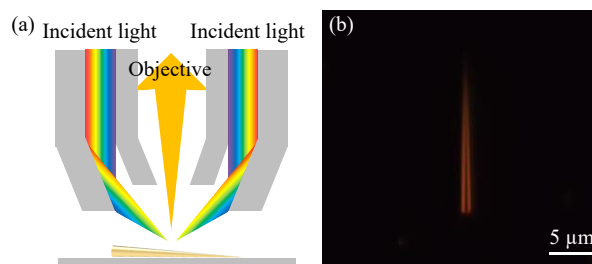 (a)
Incident light Incident light
Objective
(b)
5 μm